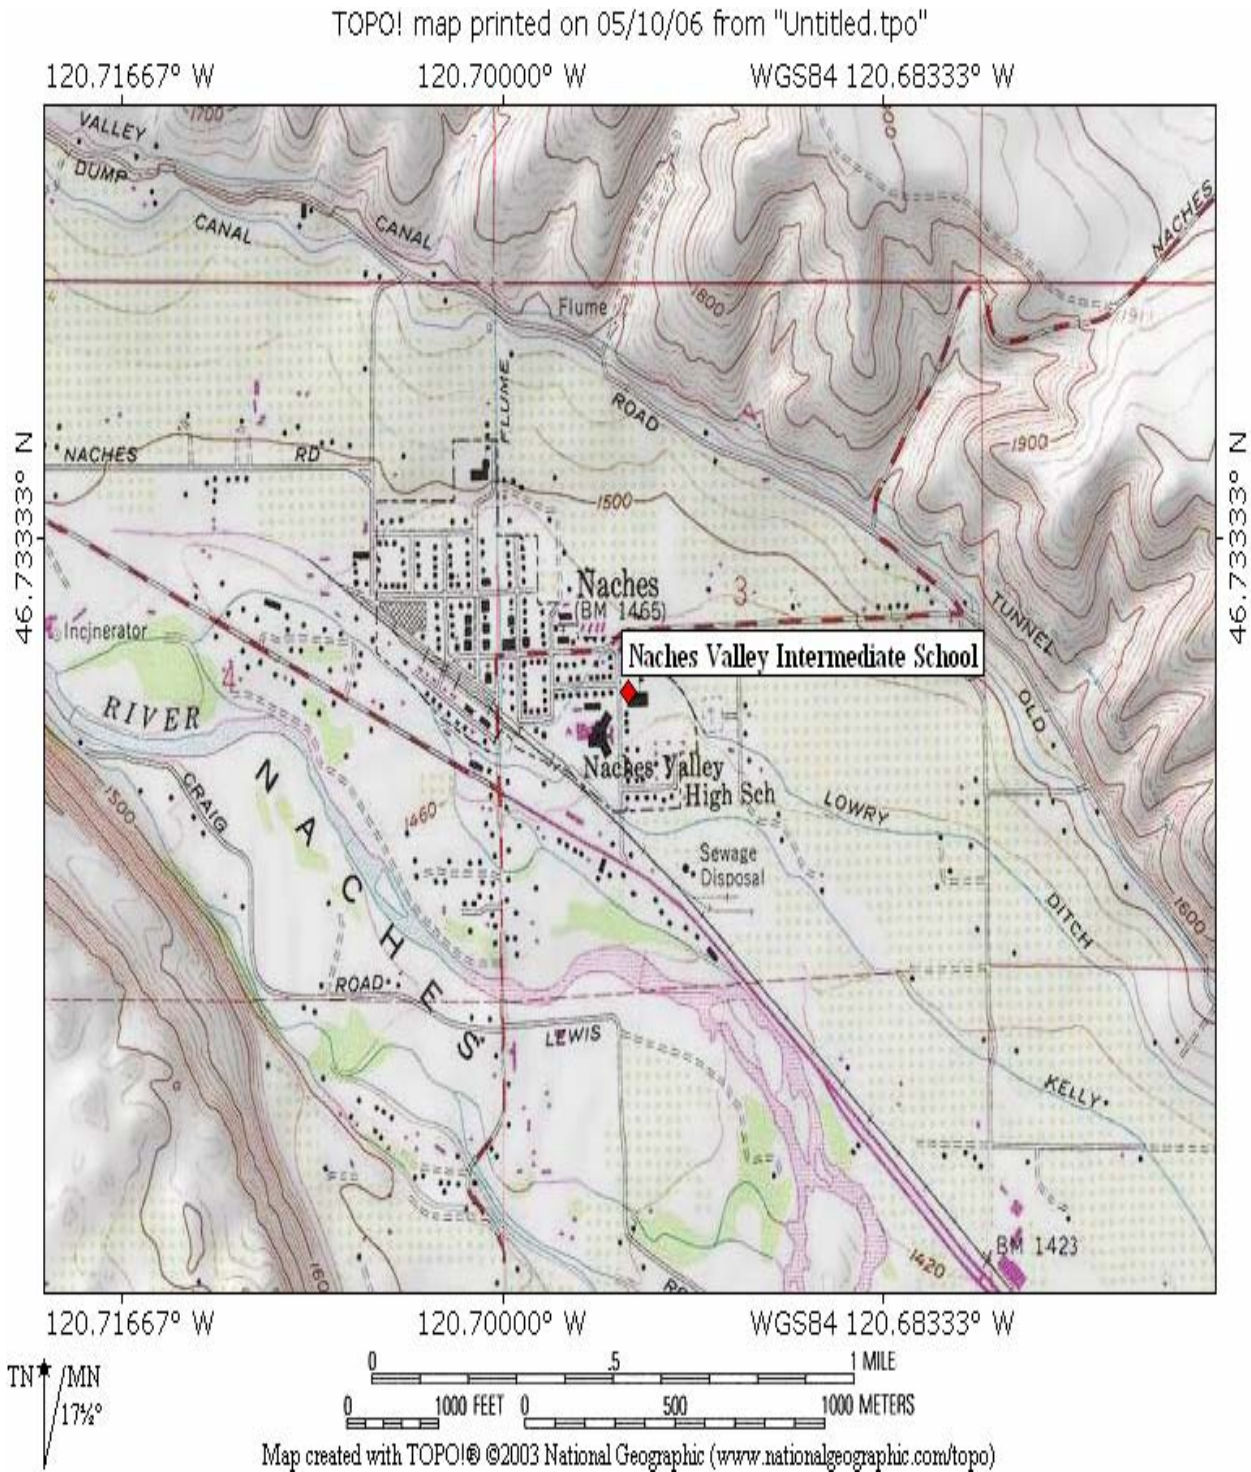 TOPO! map printed on 05/10/06 from "Untitled.tpo"
120.71667° W 120.70000° W WGS84 120.68333° W
VALLEY
1700
DUMP
CANAL
CANAL
NACHES
Flume
1800
FLUME
ROAD
NACHES RD
1900
1500
46.73333° N
46.73333° N
Naches
(BM 1465)
3
TUNNEL
Incinerator
Naches Valley Intermediate School
4
RIVER
OLD
NACHES
CRAIG
Naches Valley
High Sch
1500
1460
LOWRY
Sewage
Disposal
DITCH
1600
ROAD
LEWIS
KELLY
BM 1423
1420
120.71667° W 120.70000° W WGS84 120.68333° W
TN /MN
17½°
0 .5 1 MILE
0 1000 FEET 0 500 1000 METERS
Map created with TOPO!® ©2003 National Geographic (www.nationalgeographic.com/topo)